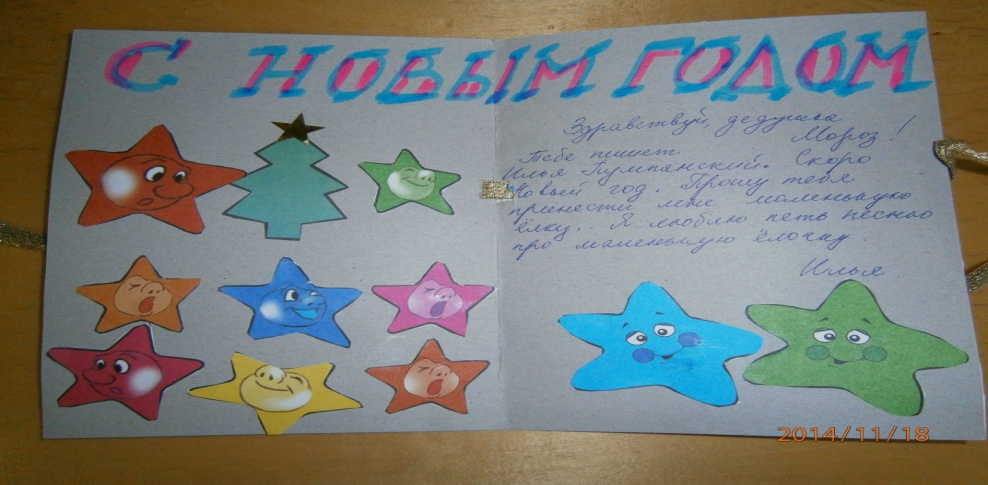 С НОВЫМ ГОДОМ
Здравствуй, дедушка
Мороз!
Тебе пишет
Илья Гумпанский. Скоро
Новый год. Прошу тебя
принести мне маленькую
ёлку. Я люблю петь песню
про маленькую ёлочку.
Илья.
2014/11/18